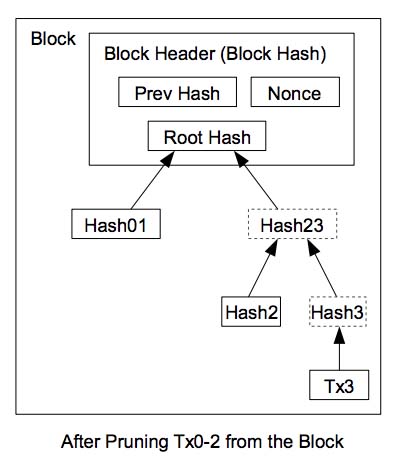 Block
Block Header (Block Hash)
Prev Hash
Nonce
Root Hash
Hash01
Hash23
Hash2
Hash3
Tx3
After Pruning Tx0-2 from the Block